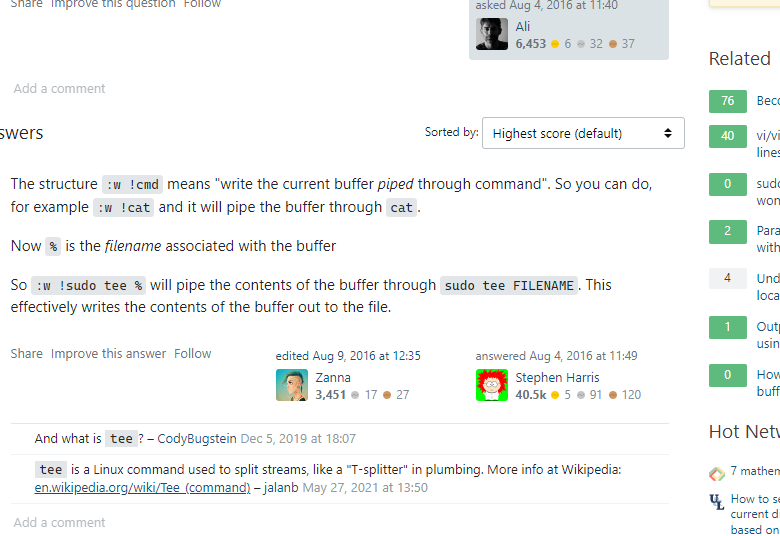 Share Improve this question Follow
asked Aug 4, 2016 at 11:40
Ali
6,453 6 32 37
Add a comment
swers
Sorted by: Highest score (default)
The structure :w !cmd means "write the current buffer piped through command". So you can do,
for example :w !cat and it will pipe the buffer through cat.
Now % is the filename associated with the buffer
So :w !sudo tee % will pipe the contents of the buffer through sudo tee FILENAME. This
effectively writes the contents of the buffer out to the file.
Share Improve this answer Follow
edited Aug 9, 2016 at 12:35
Zanna
3,451 17 27
answered Aug 4, 2016 at 11:49
Stephen Harris
40.5k 5 91 120
And what is tee ? – CodyBugstein Dec 5, 2019 at 18:07
tee is a Linux command used to split streams, like a "T-splitter" in plumbing. More info at Wikipedia:
en.wikipedia.org/wiki/Tee_(command) – jalanb May 27, 2021 at 13:50
Add a comment
Related
76 Beco
40 vi/vi
lines
0 sudo
won
2 Para
with
4 Und
loca
1 Outp
using
0 How
buff
Hot Netw
7 mathem
How to se
current di
based on